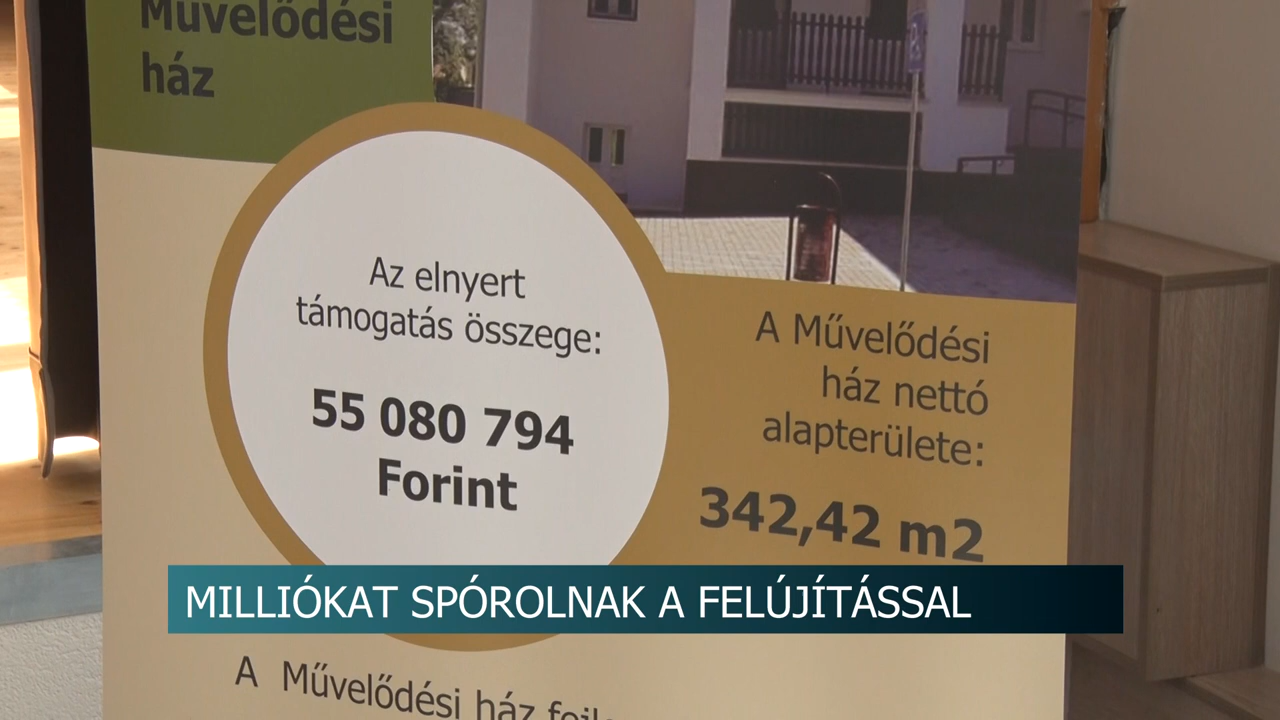 Művelődési
ház
Az elnyert
támogatás összege:
55 080 794
Forint
A Művelődési
ház nettó
alapterülete:
342,42 m2
MILLIÓKAT SPÓROLNAK A FELÚJÍTÁSSAL
A Művelődési ház